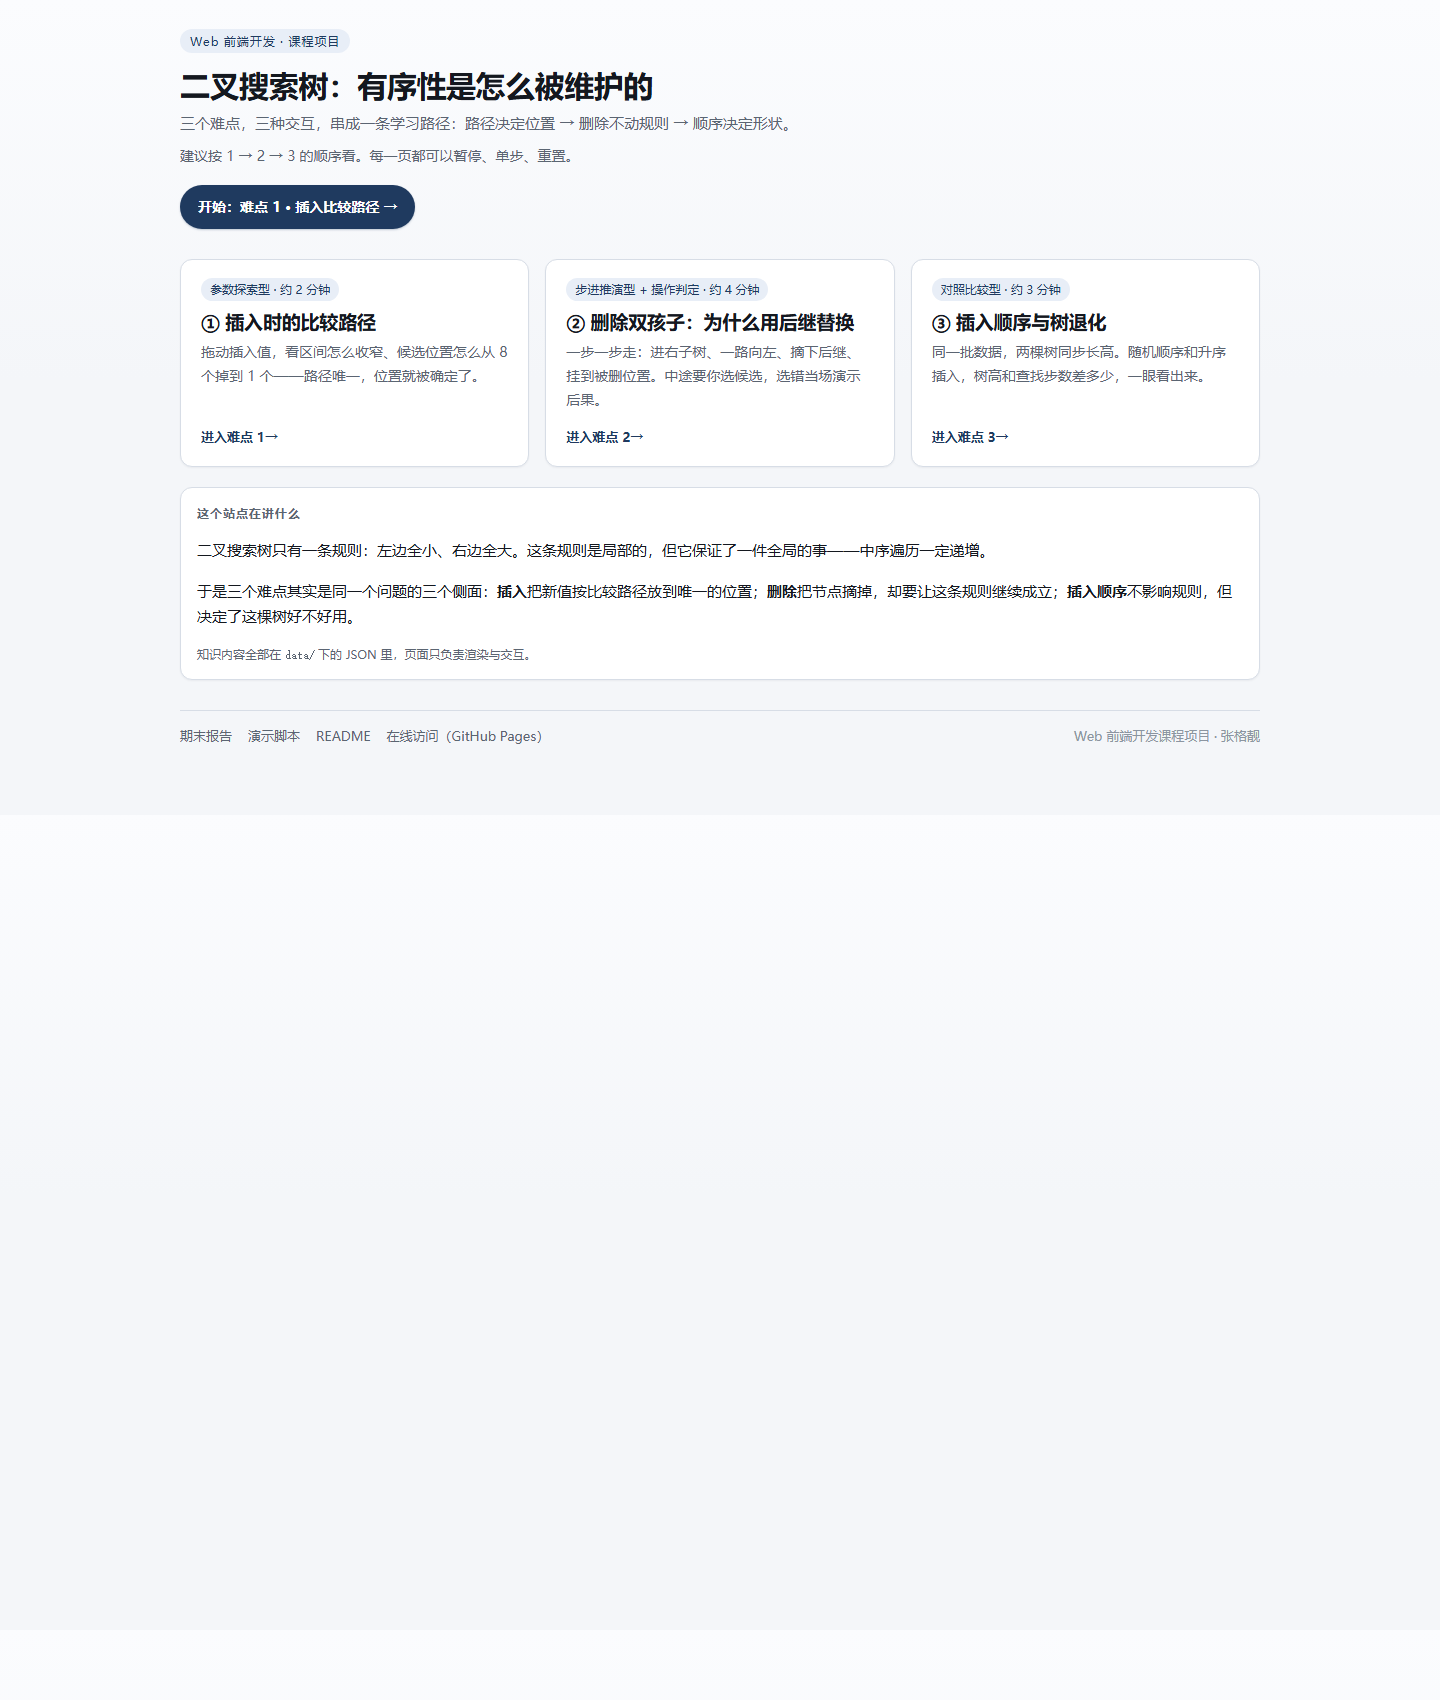 Web 前端开发 · 课程项目
二叉搜索树：有序性是怎么被维护的
三个难点，三种交互，串成一条学习路径：路径决定位置 → 删除不动规则 → 顺序决定形状。
建议按 1 → 2 → 3 的顺序看。每一页都可以暂停、单步、重置。
开始：难点 1 • 插入比较路径 →
参数探索型 · 约 2 分钟
① 插入时的比较路径
拖动插入值，看区间怎么收窄、候选位置怎么从 8
个掉到 1 个——路径唯一，位置就被确定了。
进入难点 1→
步进推演型 + 操作判定 · 约 4 分钟
② 删除双孩子：为什么用后继替换
一步一步走：进右子树、一路向左、摘下后继、
挂到被删位置。中途要你选候选，选错当场演示
后果。
进入难点 2→
对照比较型 · 约 3 分钟
③ 插入顺序与树退化
同一批数据，两棵树同步长高。随机顺序和升序
插入，树高和查找步数差多少，一眼看出来。
进入难点 3→
这个站点在讲什么
二叉搜索树只有一条规则：左边全小、右边全大。这条规则是局部的，但它保证了一件全局的事——中序遍历一定递增。
于是三个难点其实是同一个问题的三个侧面：插入把新值按比较路径放到唯一的位置；删除把节点摘掉，却要让这条规则继续成立；插入顺序不影响规则，但
决定了这棵树好不好用。
知识内容全部在 data/ 下的 JSON 里，页面只负责渲染与交互。
期末报告 演示脚本 README 在线访问（GitHub Pages）
Web 前端开发课程项目 · 张格靓